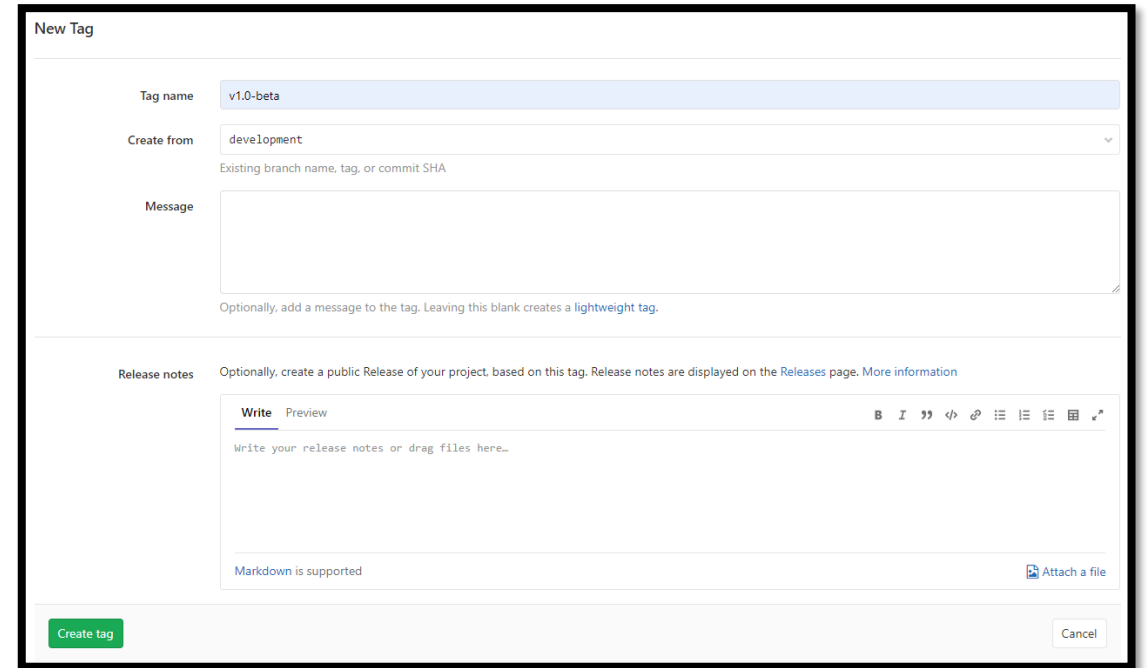 New Tag
Tag name
v1.0-beta
Create from
development
Existing branch name, tag, or commit SHA
Message
Optionally, add a message to the tag. Leaving this blank creates a lightweight tag.
Release notes
Optionally, create a public Release of your project, based on this tag. Release notes are displayed on the Releases page. More information
Write Preview
Write your release notes or drag files here…
Markdown is supported
Attach a file
Create tag
Cancel